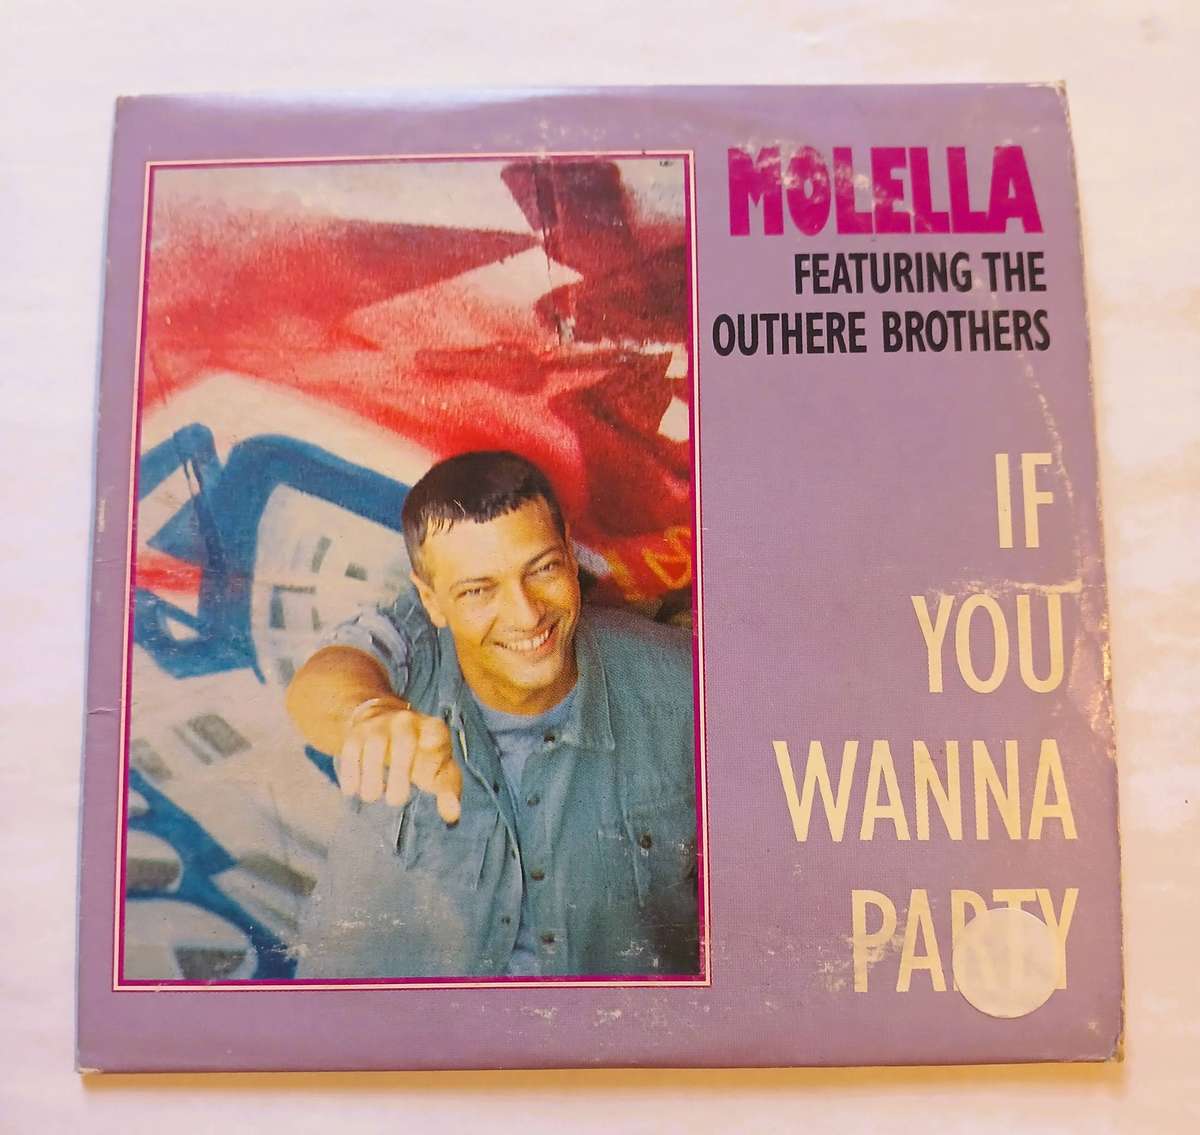 MOLELLA
FEATURING THE
OUTHERE BROTHERS
IF
YOU
WANNA
PARTY